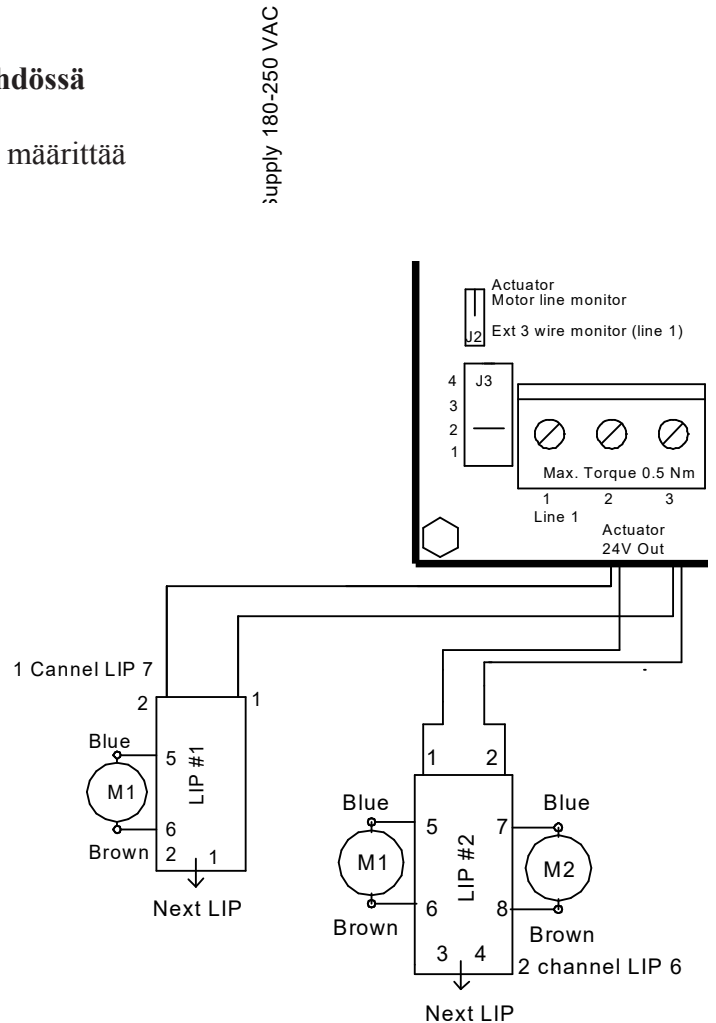 Supply 180-250 VAC
määrittää
Actuator
Motor line monitor
J2 Ext 3 wire monitor (line 1)
4 J3
3
2
1
Max. Torque 0.5 Nm
1 2 3
Line 1
Actuator
24V Out
1 Cannel LIP 7
2 1
Blue
5
LIP #1
M1
6
Brown
2 1
Next LIP
1 2
Blue
Blue
5 7
M1
LIP #2
M2
6 8
Brown
Brown
3 4
2 channel LIP 6
Next LIP